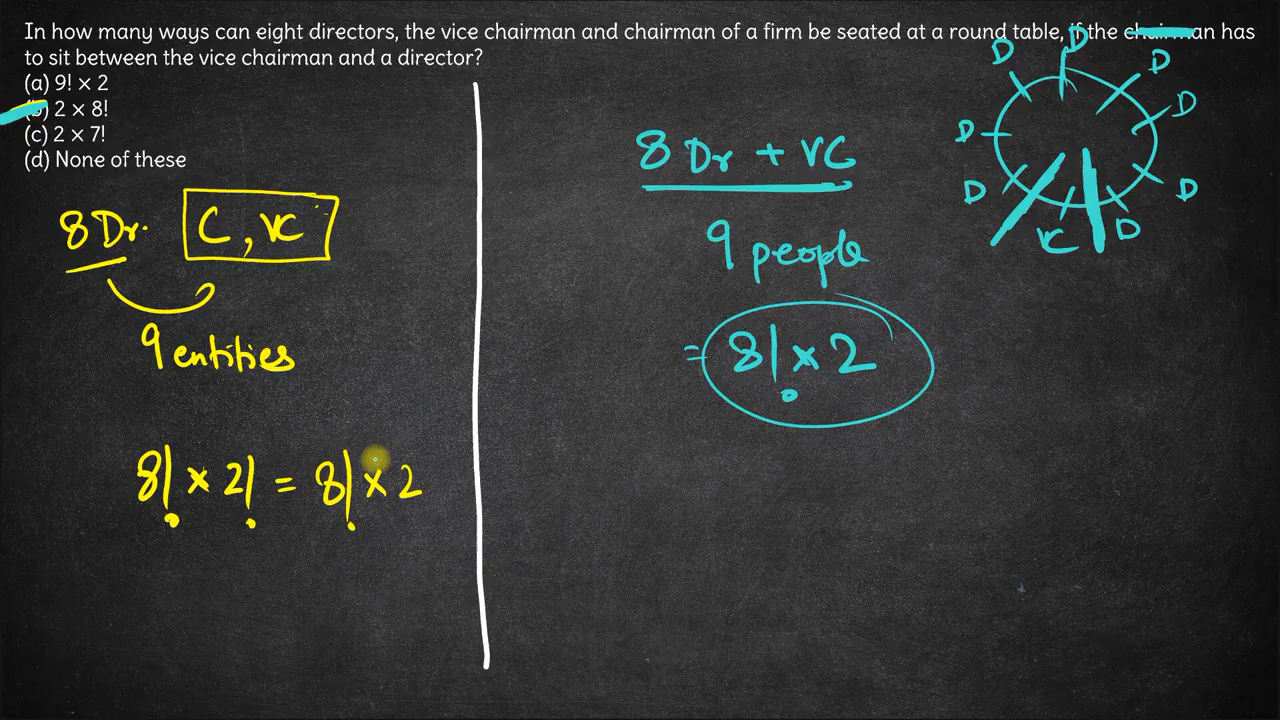 In how many ways can eight directors, the vice chairman and chairman of a firm be seated at a round table, if the chairman has
to sit between the vice chairman and a director?
(a) 9! × 2
(b) 2 × 8!
(c) 2 × 7!
(d) None of these
8 Dr. C, VC
9 entities
8! × 2! = 8! × 2
8 Dr + VC
9 people
= 8! × 2
D
D
D
D
D
D
D
VC
D